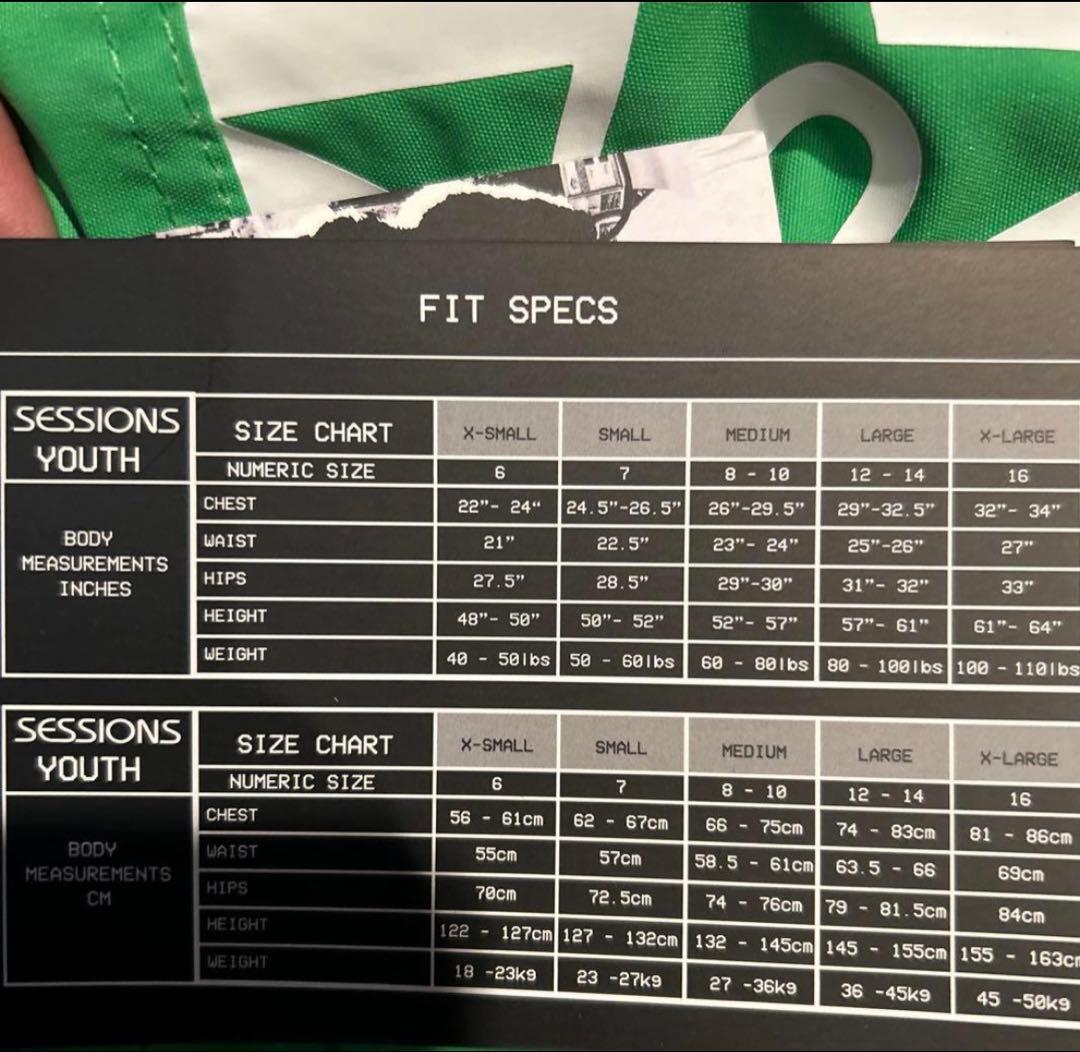 FIT SPECS
SESSIONS YOUTH
SIZE CHART X-SMALL SMALL MEDIUM LARGE X-LARGE
NUMERIC SIZE 6 7 8 - 10 12 - 14 16
BODY MEASUREMENTS INCHES
CHEST 22"- 24" 24.5"-26.5" 26"-29.5" 29"-32.5" 32"- 34"
WAIST 21" 22.5" 23"- 24" 25"-26" 27"
HIPS 27.5" 28.5" 29"-30" 31"- 32" 33"
HEIGHT 48"- 50" 50"- 52" 52"- 57" 57"- 61" 61"- 64"
WEIGHT 40 - 50lbs 50 - 60lbs 60 - 80lbs 80 - 100lbs 100 - 110lbs
SESSIONS YOUTH
SIZE CHART X-SMALL SMALL MEDIUM LARGE X-LARGE
NUMERIC SIZE 6 7 8 - 10 12 - 14 16
BODY MEASUREMENTS CM
CHEST 56 - 61cm 62 - 67cm 66 - 75cm 74 - 83cm 81 - 86cm
WAIST 55cm 57cm 58.5 - 61cm 63.5 - 66 69cm
HIPS 70cm 72.5cm 74 - 76cm 79 - 81.5cm 84cm
HEIGHT 122 - 127cm 127 - 132cm 132 - 145cm 145 - 155cm 155 - 163cm
WEIGHT 18 -23kg 23 -27kg 27 -36kg 36 -45kg 45 -50kg